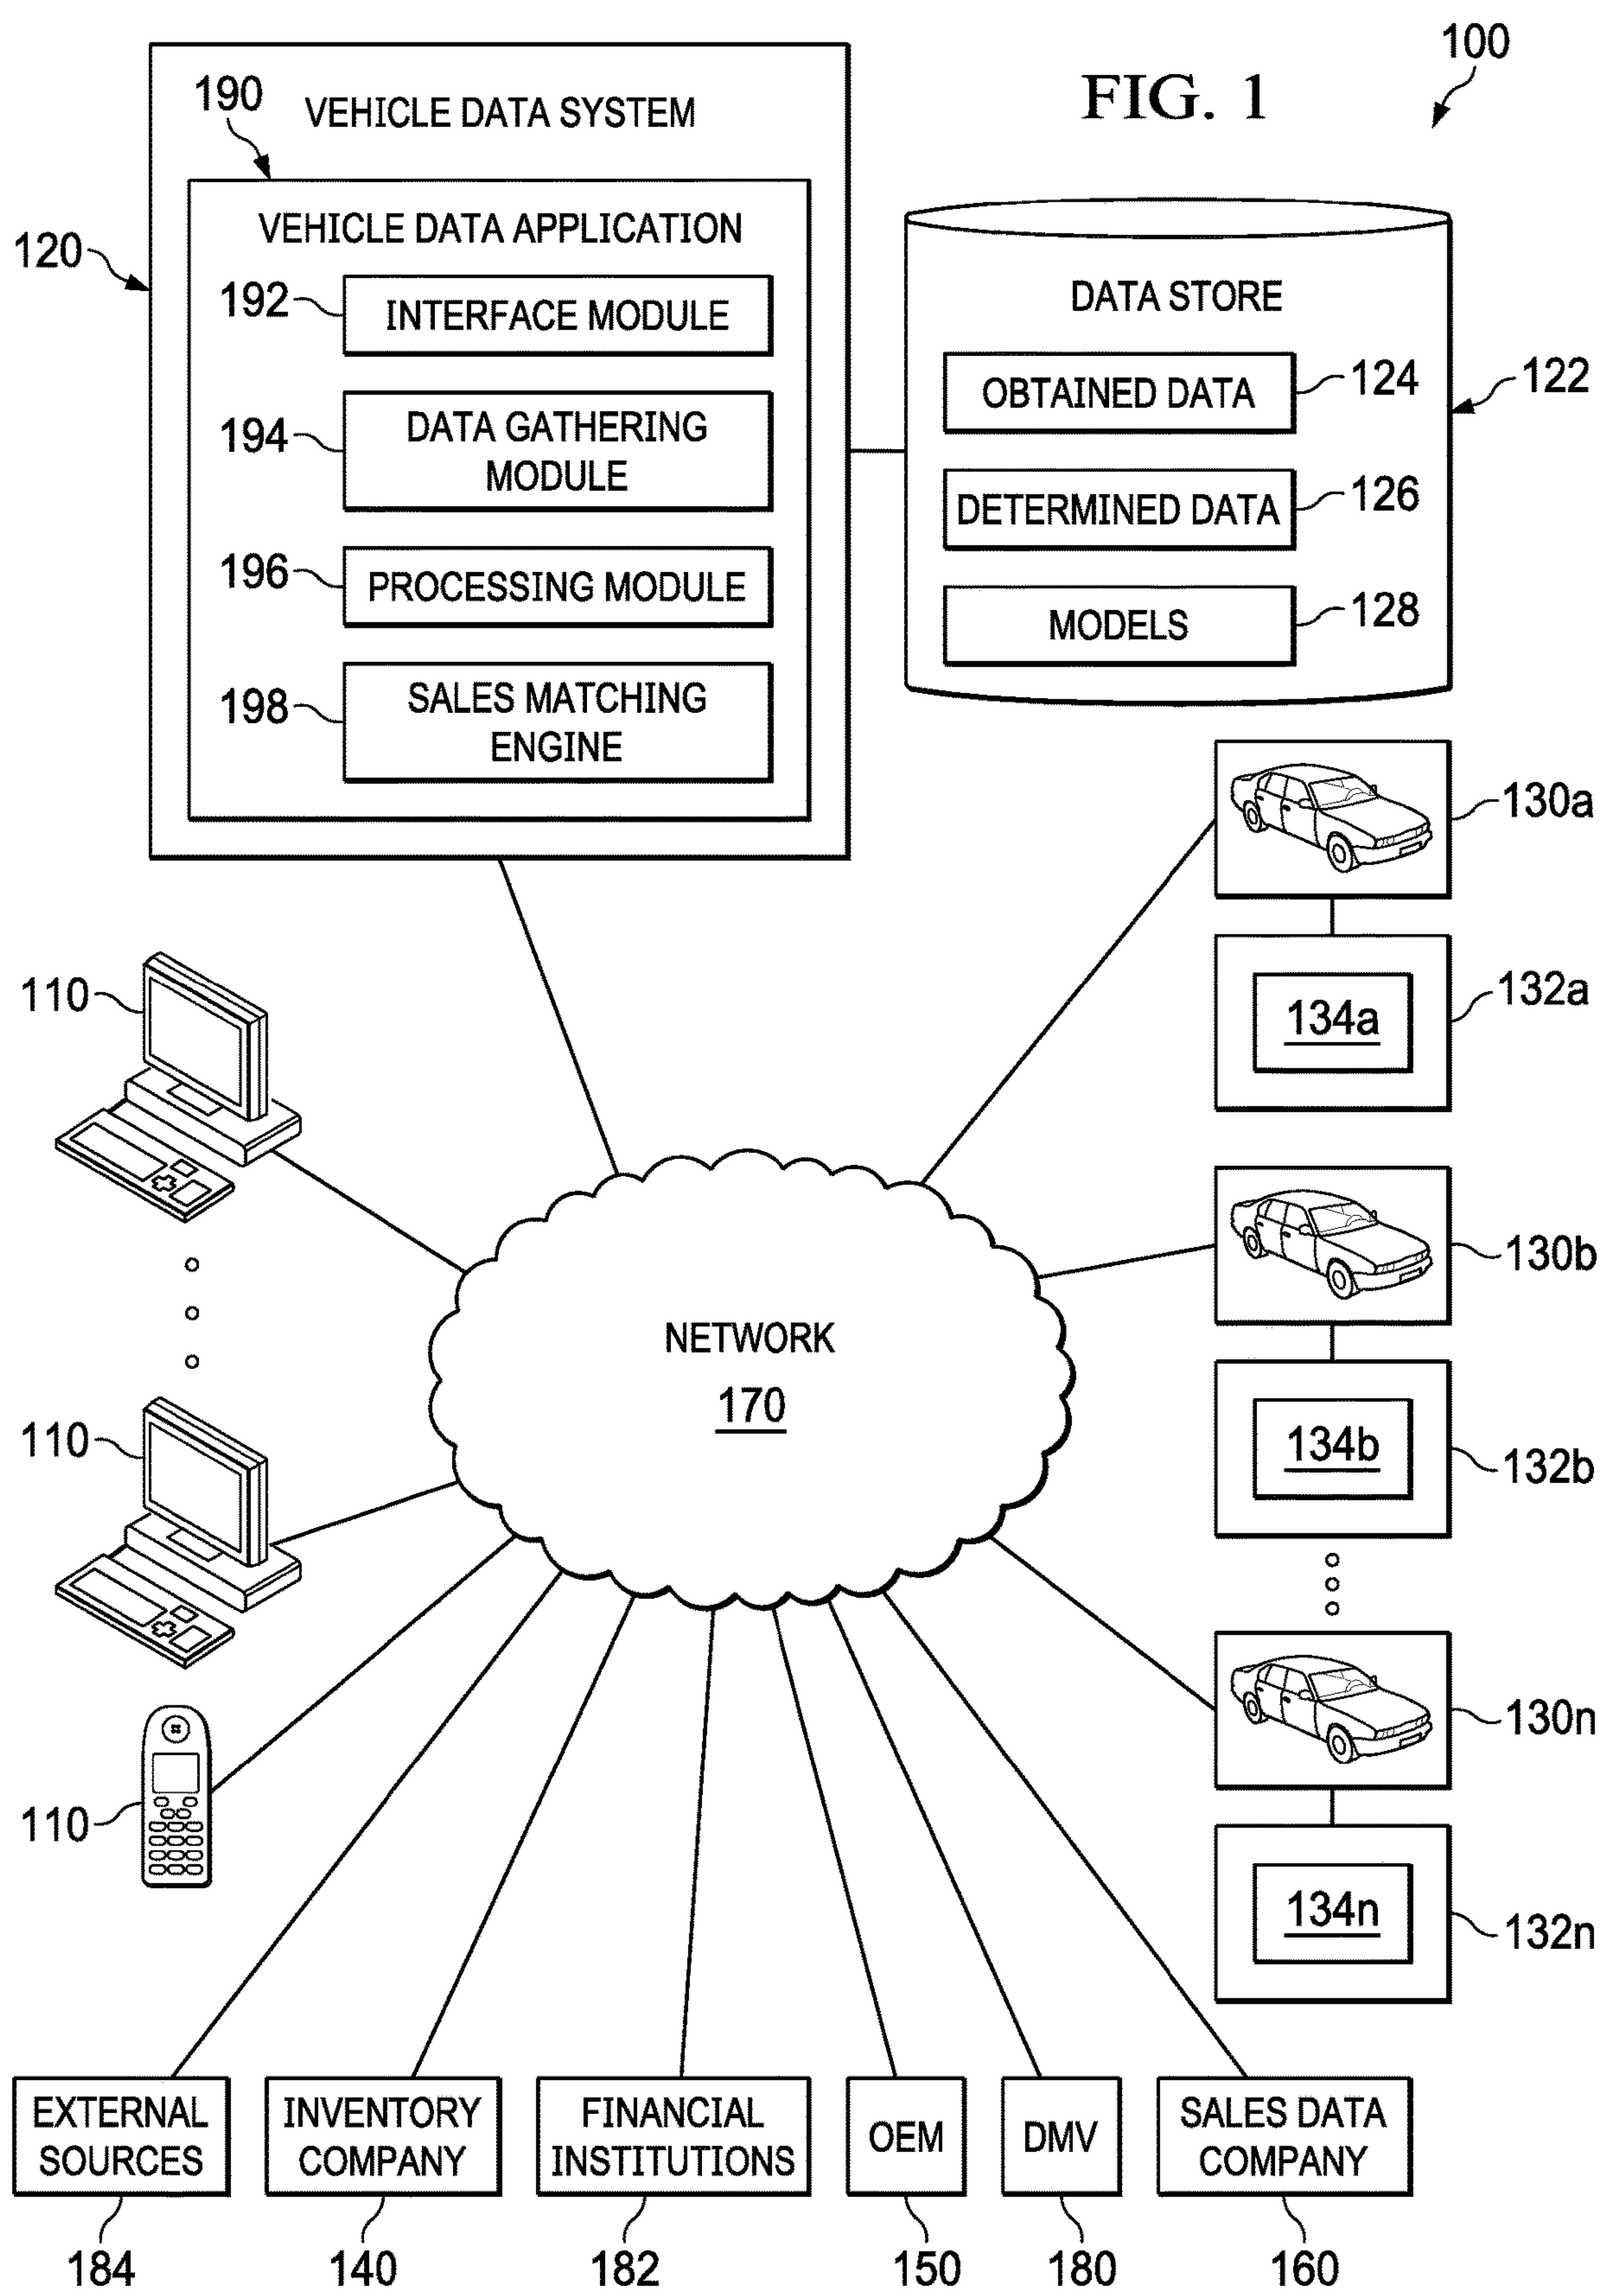 FIG. 1
100
120
VEHICLE DATA SYSTEM
190
VEHICLE DATA APPLICATION
192
INTERFACE MODULE
194
DATA GATHERING
MODULE
196
PROCESSING MODULE
198
SALES MATCHING
ENGINE
DATA STORE
122
OBTAINED DATA
124
DETERMINED DATA
126
MODELS
128
130a
132a
134a
130b
132b
134b
130n
132n
134n
110
110
110
NETWORK
170
EXTERNAL
SOURCES
184
INVENTORY
COMPANY
140
FINANCIAL
INSTITUTIONS
182
OEM
150
DMV
180
SALES DATA
COMPANY
160